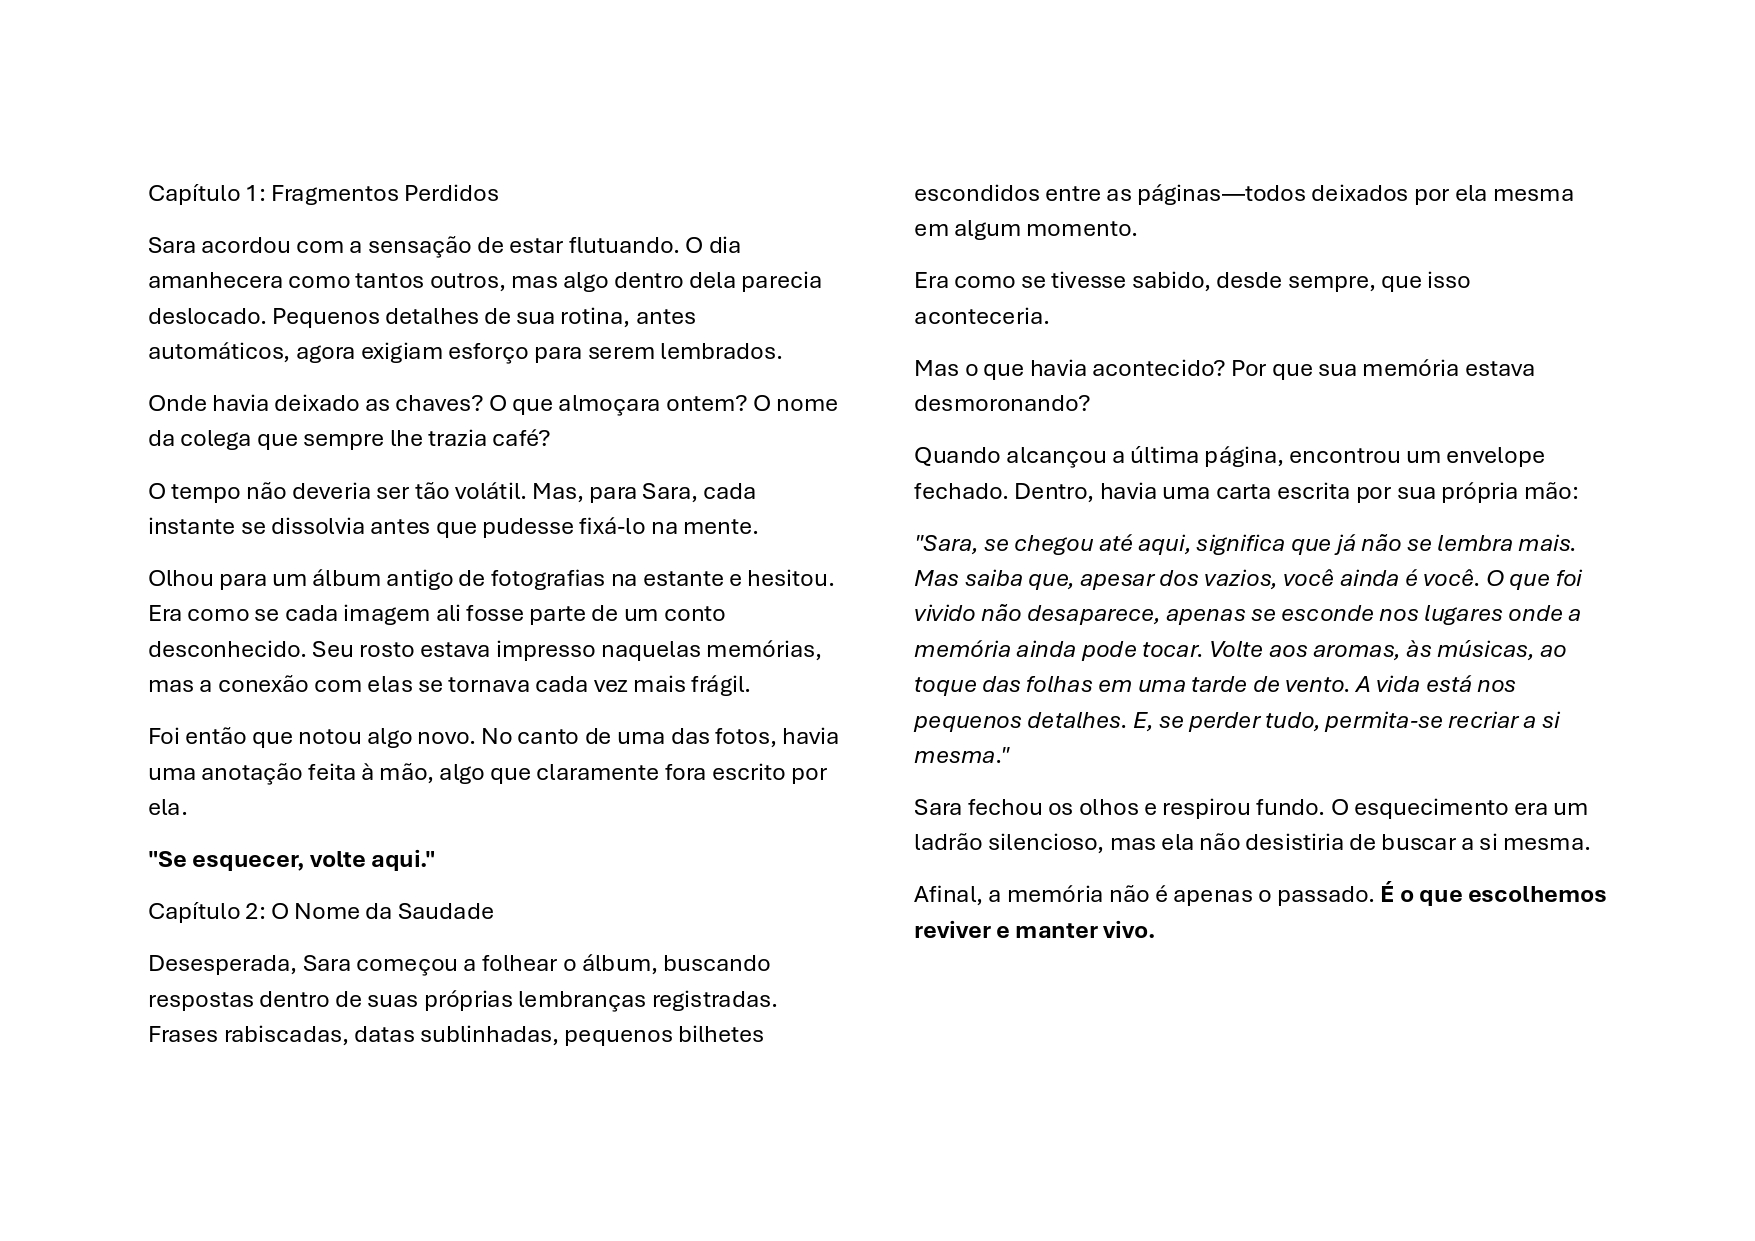 Capítulo 1: Fragmentos Perdidos
Sara acordou com a sensação de estar flutuando. O dia
amanhecera como tantos outros, mas algo dentro dela parecia
deslocado. Pequenos detalhes de sua rotina, antes
automáticos, agora exigiam esforço para serem lembrados.
Onde havia deixado as chaves? O que almoçara ontem? O nome
da colega que sempre lhe trazia café?
O tempo não deveria ser tão volátil. Mas, para Sara, cada
instante se dissolvia antes que pudesse fixá-lo na mente.
Olhou para um álbum antigo de fotografias na estante e hesitou.
Era como se cada imagem ali fosse parte de um conto
desconhecido. Seu rosto estava impresso naquelas memórias,
mas a conexão com elas se tornava cada vez mais frágil.
Foi então que notou algo novo. No canto de uma das fotos, havia
uma anotação feita à mão, algo que claramente fora escrito por
ela.
"Se esquecer, volte aqui."
Capítulo 2: O Nome da Saudade
Desesperada, Sara começou a folhear o álbum, buscando
respostas dentro de suas próprias lembranças registradas.
Frases rabiscadas, datas sublinhadas, pequenos bilhetes
escondidos entre as páginas—todos deixados por ela mesma
em algum momento.
Era como se tivesse sabido, desde sempre, que isso
aconteceria.
Mas o que havia acontecido? Por que sua memória estava
desmoronando?
Quando alcançou a última página, encontrou um envelope
fechado. Dentro, havia uma carta escrita por sua própria mão:
"Sara, se chegou até aqui, significa que já não se lembra mais.
Mas saiba que, apesar dos vazios, você ainda é você. O que foi
vivido não desaparece, apenas se esconde nos lugares onde a
memória ainda pode tocar. Volte aos aromas, às músicas, ao
toque das folhas em uma tarde de vento. A vida está nos
pequenos detalhes. E, se perder tudo, permita-se recriar a si
mesma."
Sara fechou os olhos e respirou fundo. O esquecimento era um
ladrão silencioso, mas ela não desistiria de buscar a si mesma.
Afinal, a memória não é apenas o passado. É o que escolhemos
reviver e manter vivo.